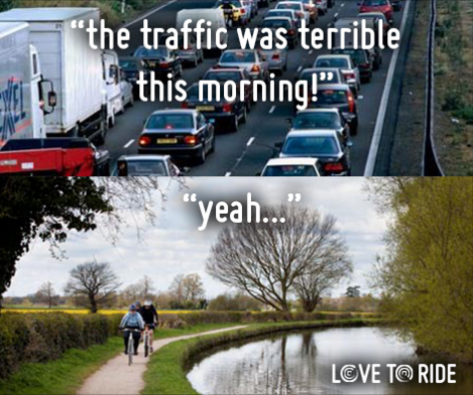 “the traffic was terrible
this morning!”
“yeah...”
LOVE TO RIDE